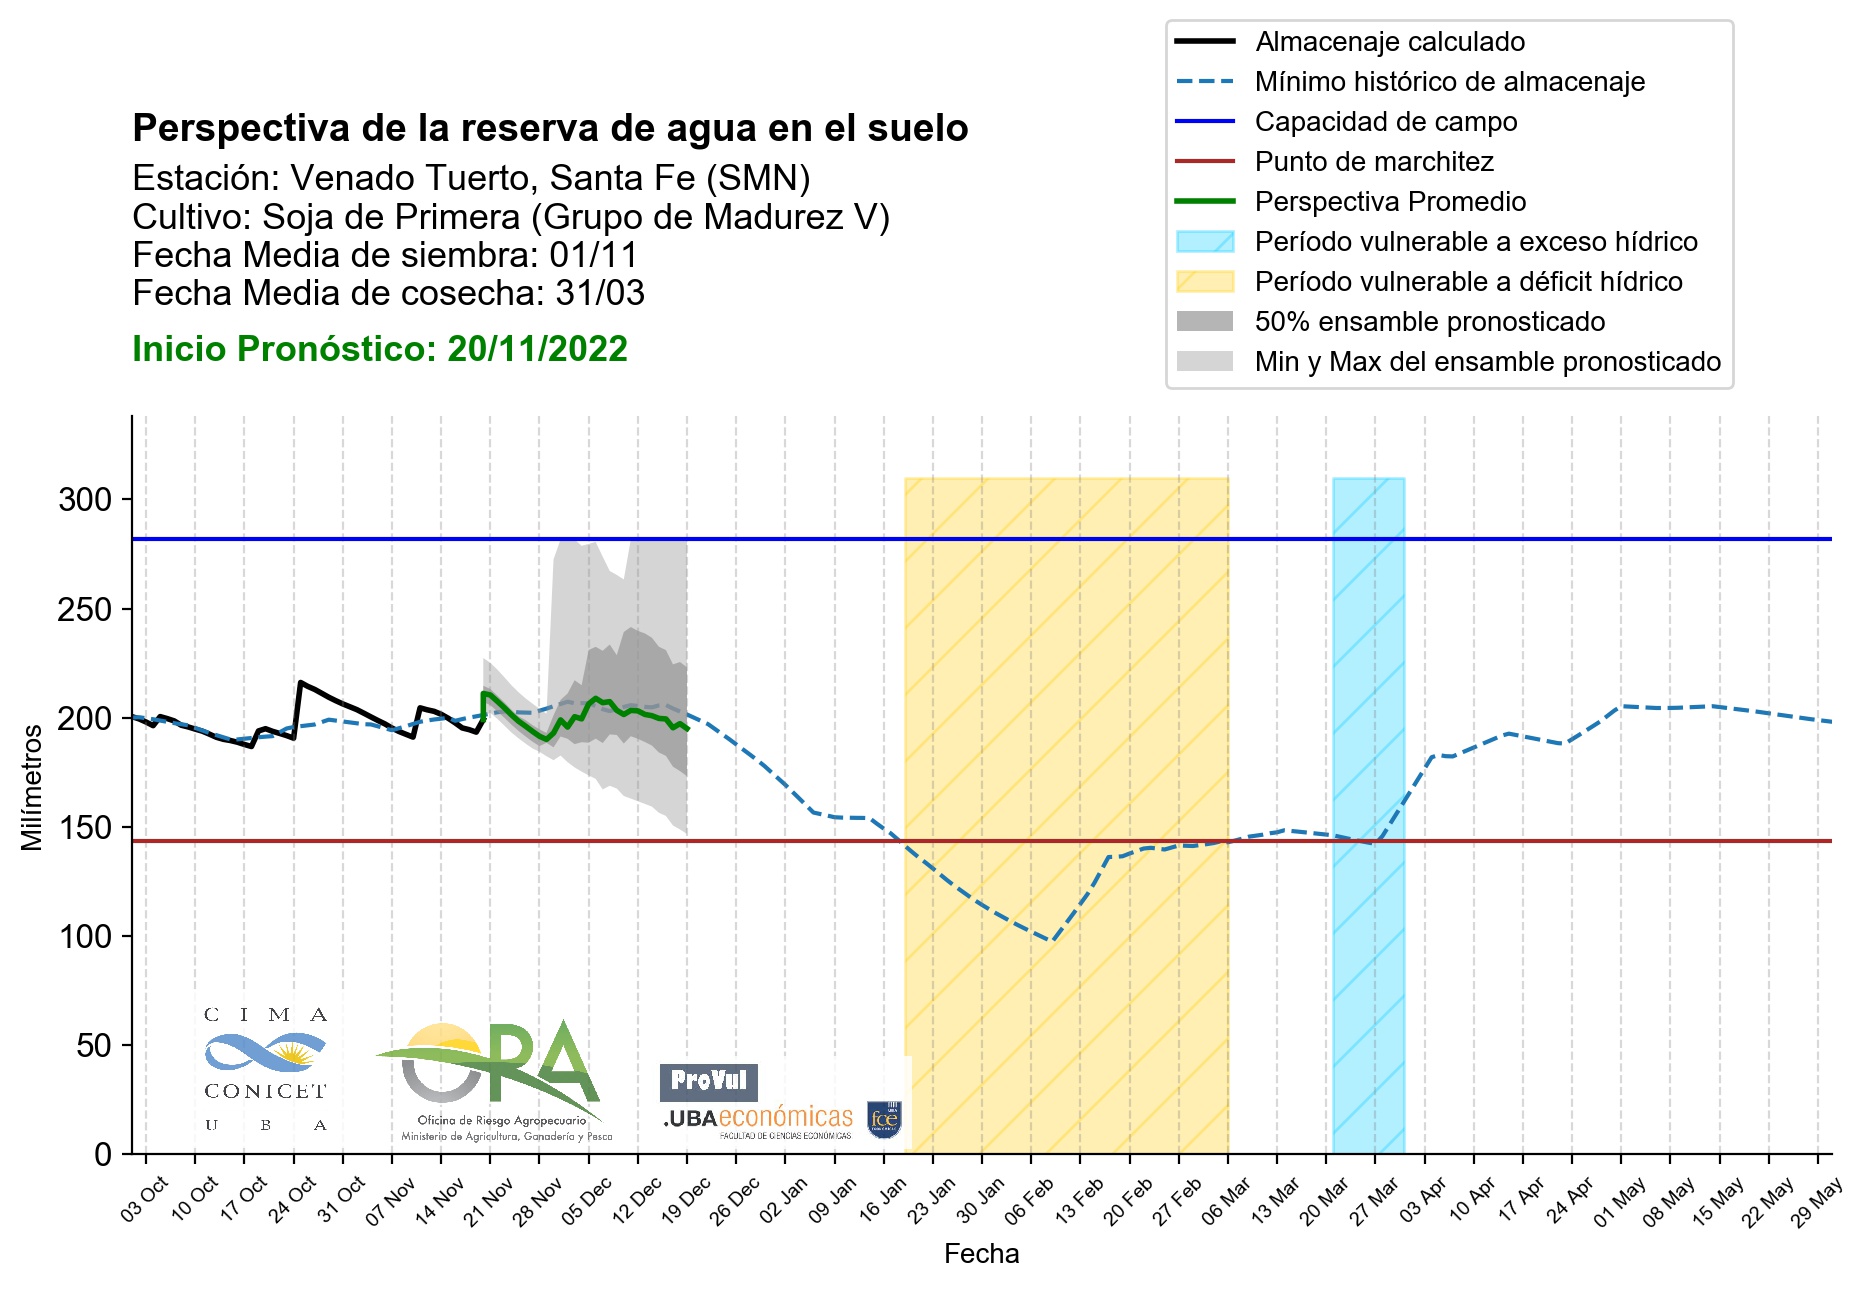 Almacenaje calculado
Mínimo histórico de almacenaje
Capacidad de campo
Punto de marchitez
Perspectiva Promedio
Período vulnerable a exceso hídrico
Período vulnerable a déficit hídrico
50% ensamble pronosticado
Min y Max del ensamble pronosticado
Perspectiva de la reserva de agua en el suelo
Estación: Venado Tuerto, Santa Fe (SMN)
Cultivo: Soja de Primera (Grupo de Madurez V)
Fecha Media de siembra: 01/11
Fecha Media de cosecha: 31/03
Inicio Pronóstico: 20/11/2022
Milímetros
300
250
200
150
100
50
0
CIMA
CONICET
UBA
ORA
Oficina de Riesgo Agropecuario
Ministerio de Agricultura, Ganadería y Pesca
ProVul
.UBAeconómicas
FACULTAD DE CIENCIAS ECONÓMICAS
UBA
fce
ECONÓMICAS
03 Oct
10 Oct
17 Oct
24 Oct
31 Oct
07 Nov
14 Nov
21 Nov
28 Nov
05 Dec
12 Dec
19 Dec
26 Dec
02 Jan
09 Jan
16 Jan
23 Jan
30 Jan
06 Feb
13 Feb
20 Feb
27 Feb
06 Mar
13 Mar
20 Mar
27 Mar
03 Apr
10 Apr
17 Apr
24 Apr
01 May
08 May
15 May
22 May
29 May
Fecha